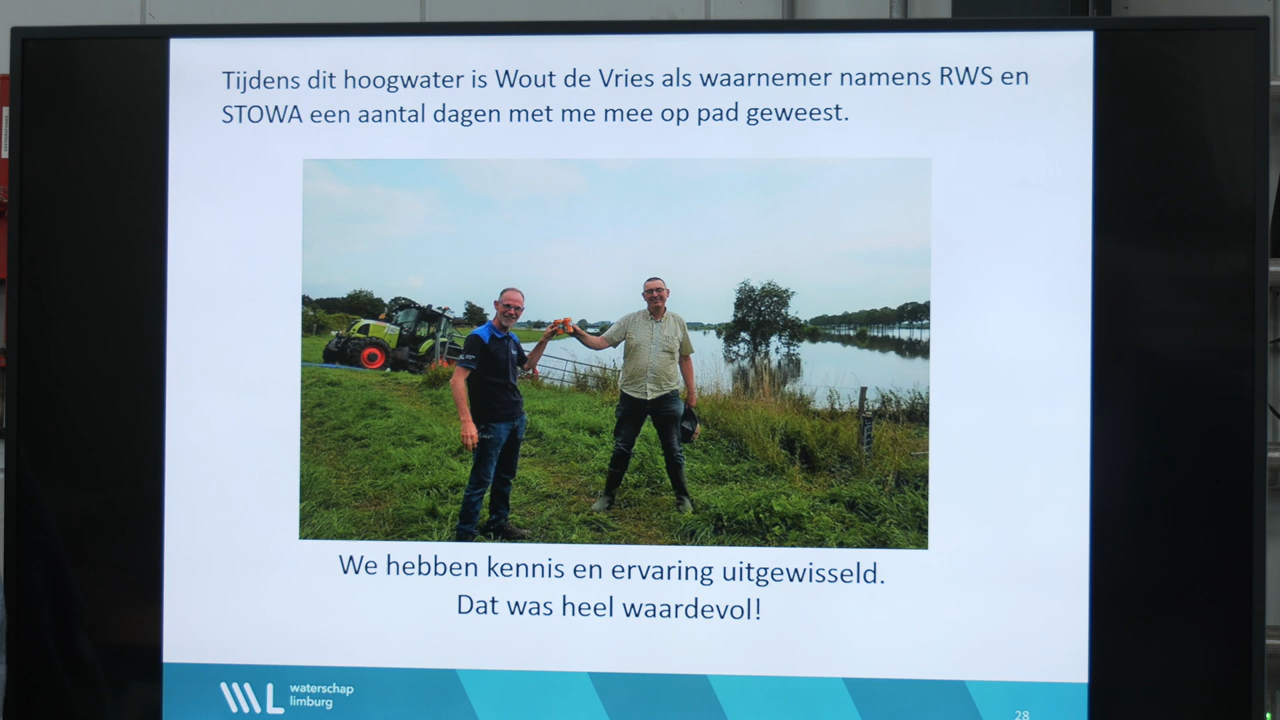 Tijdens dit hoogwater is Wout de Vries als waarnemer namens RWS en
STOWA een aantal dagen met me mee op pad geweest.
We hebben kennis en ervaring uitgewisseld.
Dat was heel waardevol!
WL waterschap
limburg
28